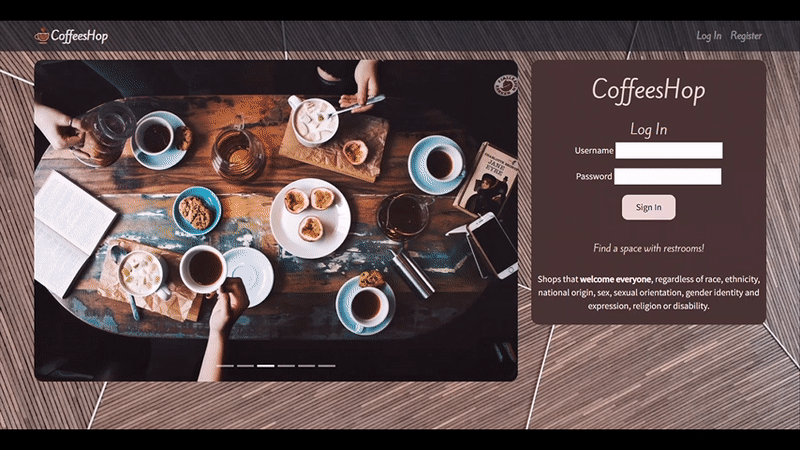 CoffeesHop
Log In Register
CoffeesHop
Log In
Username
Password
Sign In
Find a space with restrooms!
Shops that welcome everyone, regardless of race, ethnicity,
national origin, sex, sexual orientation, gender identity and
expression, religion or disability.
JANE
EYRE